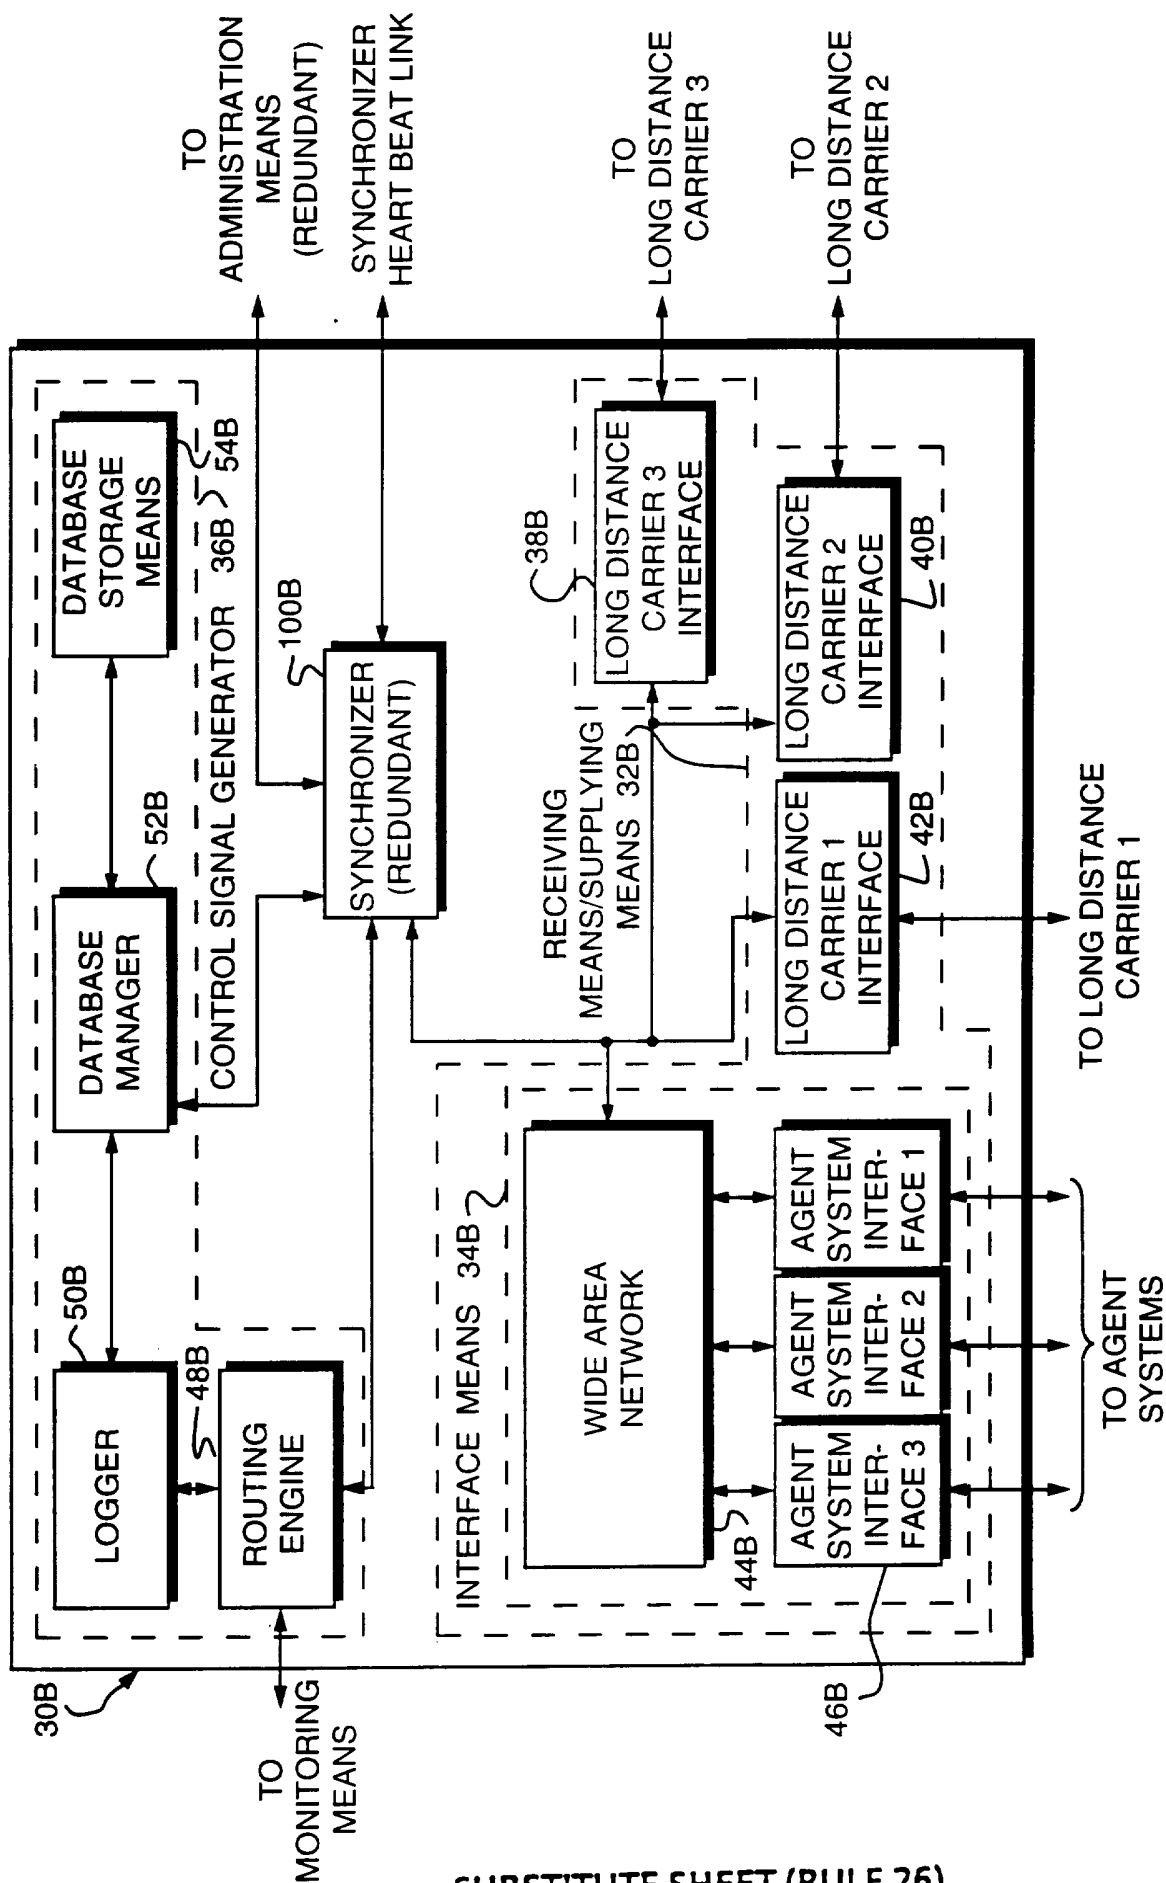 30B
TO
MONITORING
MEANS
LOGGER
50B
48B
ROUTING
ENGINE
DATABASE
MANAGER
52B
DATABASE
STORAGE
MEANS
54B
CONTROL SIGNAL GENERATOR 36B
TO
ADMINISTRATION
MEANS
(REDUNDANT)
SYNCHRONIZER
HEART BEAT LINK
SYNCHRONIZER
(REDUNDANT)
100B
INTERFACE MEANS 34B
WIDE AREA
NETWORK
44B
AGENT
SYSTEM
INTER-
FACE 3
AGENT
SYSTEM
INTER-
FACE 2
AGENT
SYSTEM
INTER-
FACE 1
46B
TO AGENT
SYSTEMS
RECEIVING
MEANS/SUPPLYING
MEANS 32B
38B
LONG DISTANCE
CARRIER 3
INTERFACE
TO
LONG DISTANCE
CARRIER 3
LONG DISTANCE
CARRIER 1
INTERFACE
42B
LONG DISTANCE
CARRIER 2
INTERFACE
40B
TO
LONG DISTANCE
CARRIER 2
TO LONG DISTANCE
CARRIER 1
SUBSTITUTE SHEET (RULE 26)